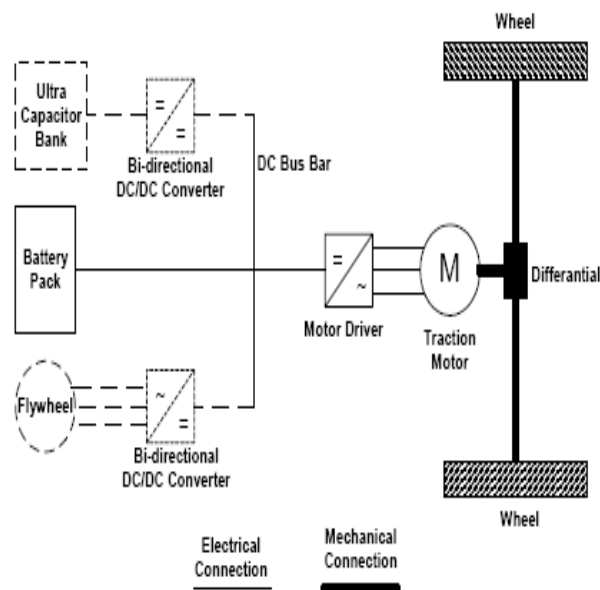 Wheel
Ultra
Capacitor
Bank
=
=
Bi-directional
DC/DC Converter
DC Bus Bar
Battery
Pack
=
~
Motor Driver
M
Traction
Motor
Differantial
Flywheel
~
=
Bi-directional
DC/DC Converter
Wheel
Electrical
Connection
Mechanical
Connection